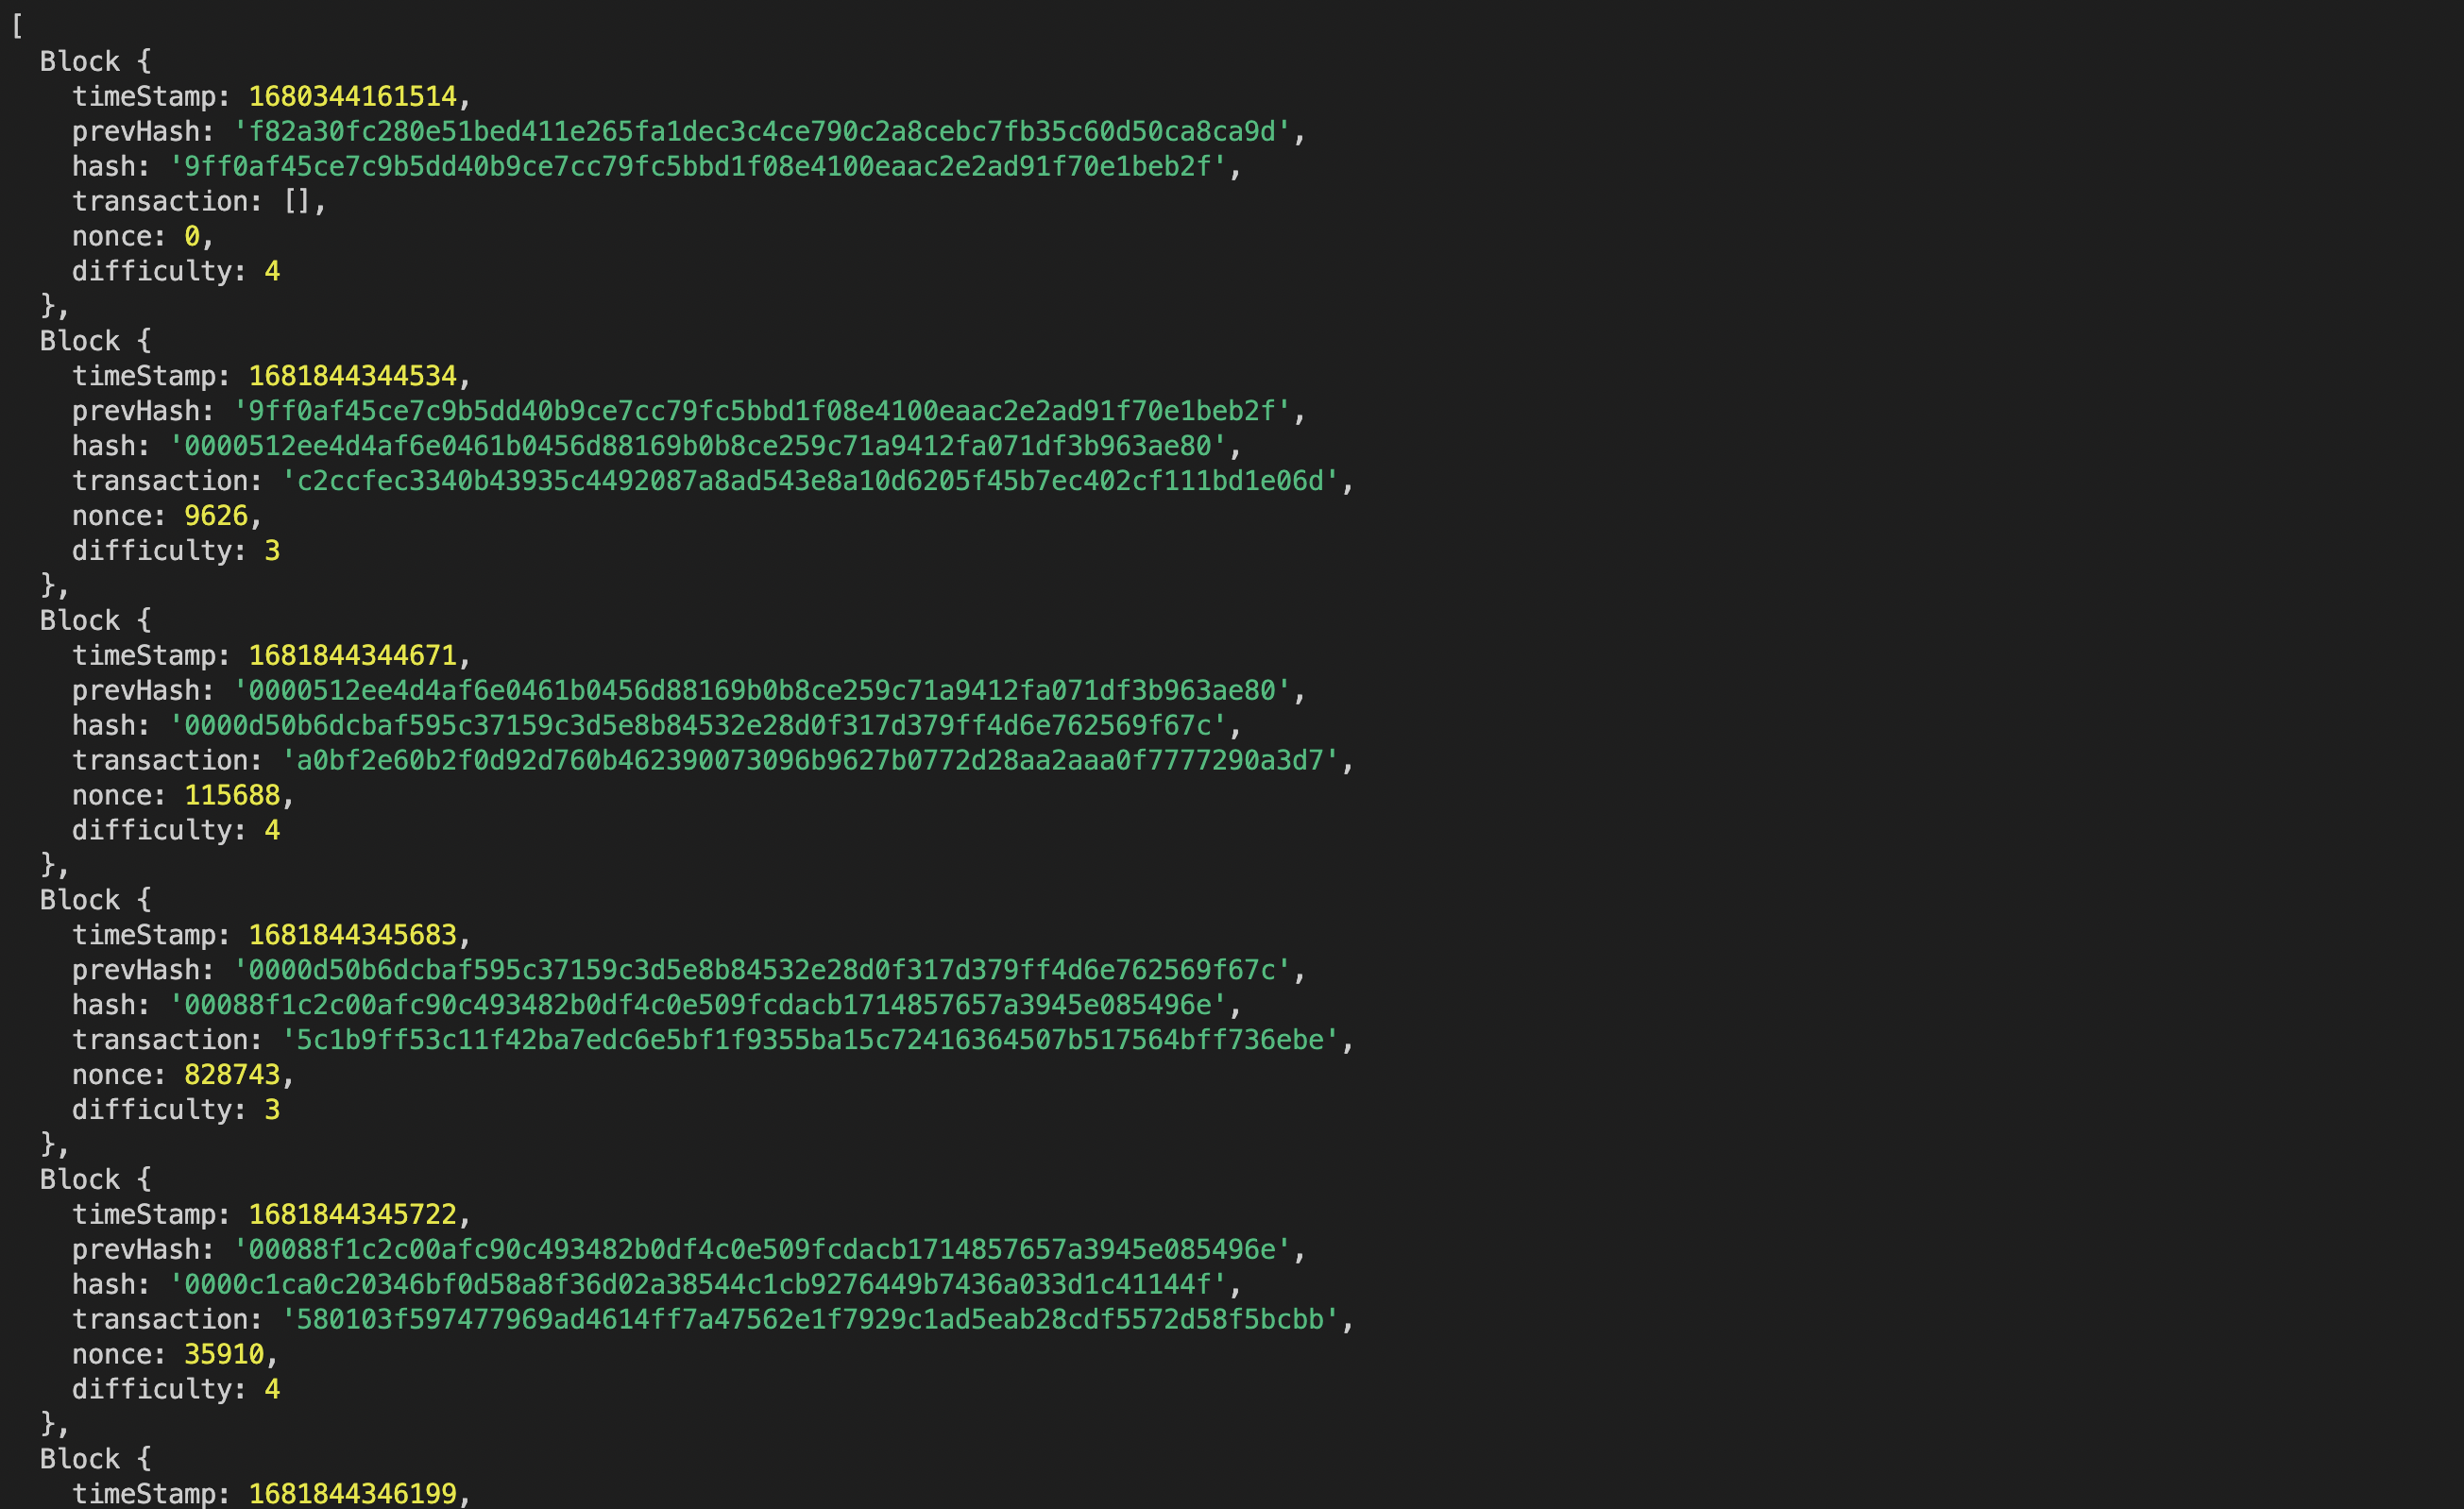 [
  Block {
    timeStamp: 1680344161514,
    prevHash: 'f82a30fc280e51bed411e265fa1dec3c4ce790c2a8cebc7fb35c60d50ca8ca9d',
    hash: '9ff0af45ce7c9b5dd40b9ce7cc79fc5bbd1f08e4100eaac2e2ad91f70e1beb2f',
    transaction: [],
    nonce: 0,
    difficulty: 4
  },
  Block {
    timeStamp: 1681844344534,
    prevHash: '9ff0af45ce7c9b5dd40b9ce7cc79fc5bbd1f08e4100eaac2e2ad91f70e1beb2f',
    hash: '0000512ee4d4af6e0461b0456d88169b0b8ce259c71a9412fa071df3b963ae80',
    transaction: 'c2ccfec3340b43935c4492087a8ad543e8a10d6205f45b7ec402cf111bd1e06d',
    nonce: 9626,
    difficulty: 3
  },
  Block {
    timeStamp: 1681844344671,
    prevHash: '0000512ee4d4af6e0461b0456d88169b0b8ce259c71a9412fa071df3b963ae80',
    hash: '0000d50b6dcbaf595c37159c3d5e8b84532e28d0f317d379ff4d6e762569f67c',
    transaction: 'a0bf2e60b2f0d92d760b462390073096b9627b0772d28aa2aaa0f7777290a3d7',
    nonce: 115688,
    difficulty: 4
  },
  Block {
    timeStamp: 1681844345683,
    prevHash: '0000d50b6dcbaf595c37159c3d5e8b84532e28d0f317d379ff4d6e762569f67c',
    hash: '00088f1c2c00afc90c493482b0df4c0e509fcdacb1714857657a3945e085496e',
    transaction: '5c1b9ff53c11f42ba7edc6e5bf1f9355ba15c72416364507b517564bff736ebe',
    nonce: 828743,
    difficulty: 3
  },
  Block {
    timeStamp: 1681844345722,
    prevHash: '00088f1c2c00afc90c493482b0df4c0e509fcdacb1714857657a3945e085496e',
    hash: '0000c1ca0c20346bf0d58a8f36d02a38544c1cb9276449b7436a033d1c41144f',
    transaction: '580103f597477969ad4614ff7a47562e1f7929c1ad5eab28cdf5572d58f5bcbb',
    nonce: 35910,
    difficulty: 4
  },
  Block {
    timeStamp: 1681844346199,